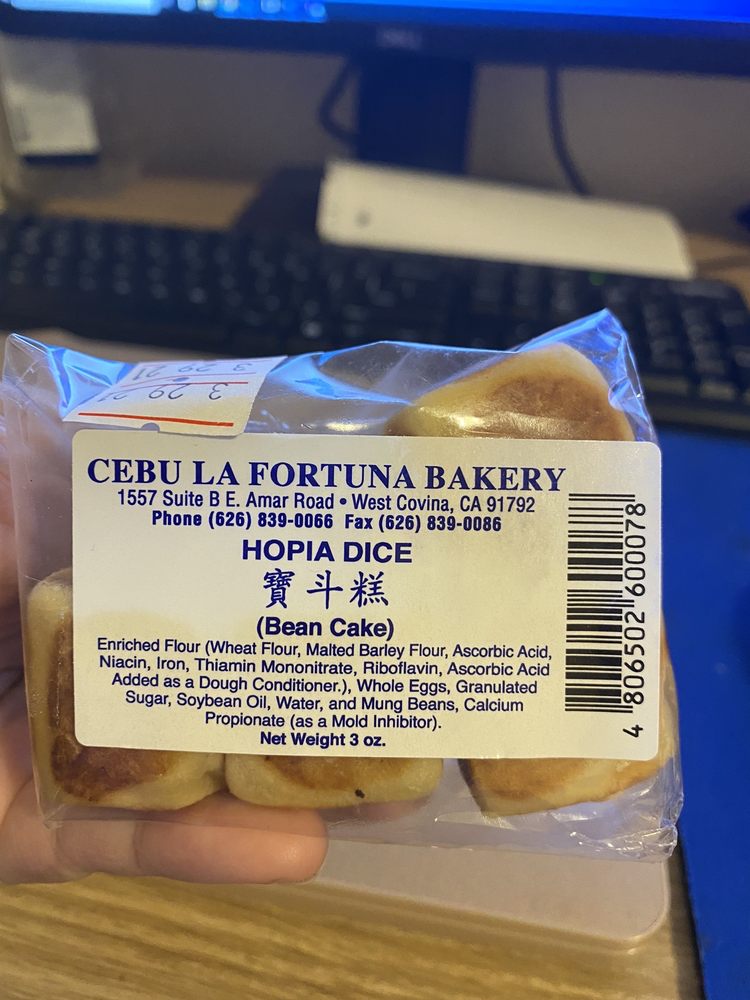 3 29 21
3 29 21
CEBU LA FORTUNA BAKERY
1557 Suite B E. Amar Road • West Covina, CA 91792
Phone (626) 839-0066 Fax (626) 839-0086
HOPIA DICE
寶斗糕
(Bean Cake)
Enriched Flour (Wheat Flour, Malted Barley Flour, Ascorbic Acid,
Niacin, Iron, Thiamin Mononitrate, Riboflavin, Ascorbic Acid
Added as a Dough Conditioner.), Whole Eggs, Granulated
Sugar, Soybean Oil, Water, and Mung Beans, Calcium
Propionate (as a Mold Inhibitor).
Net Weight 3 oz.
4 806502 600078